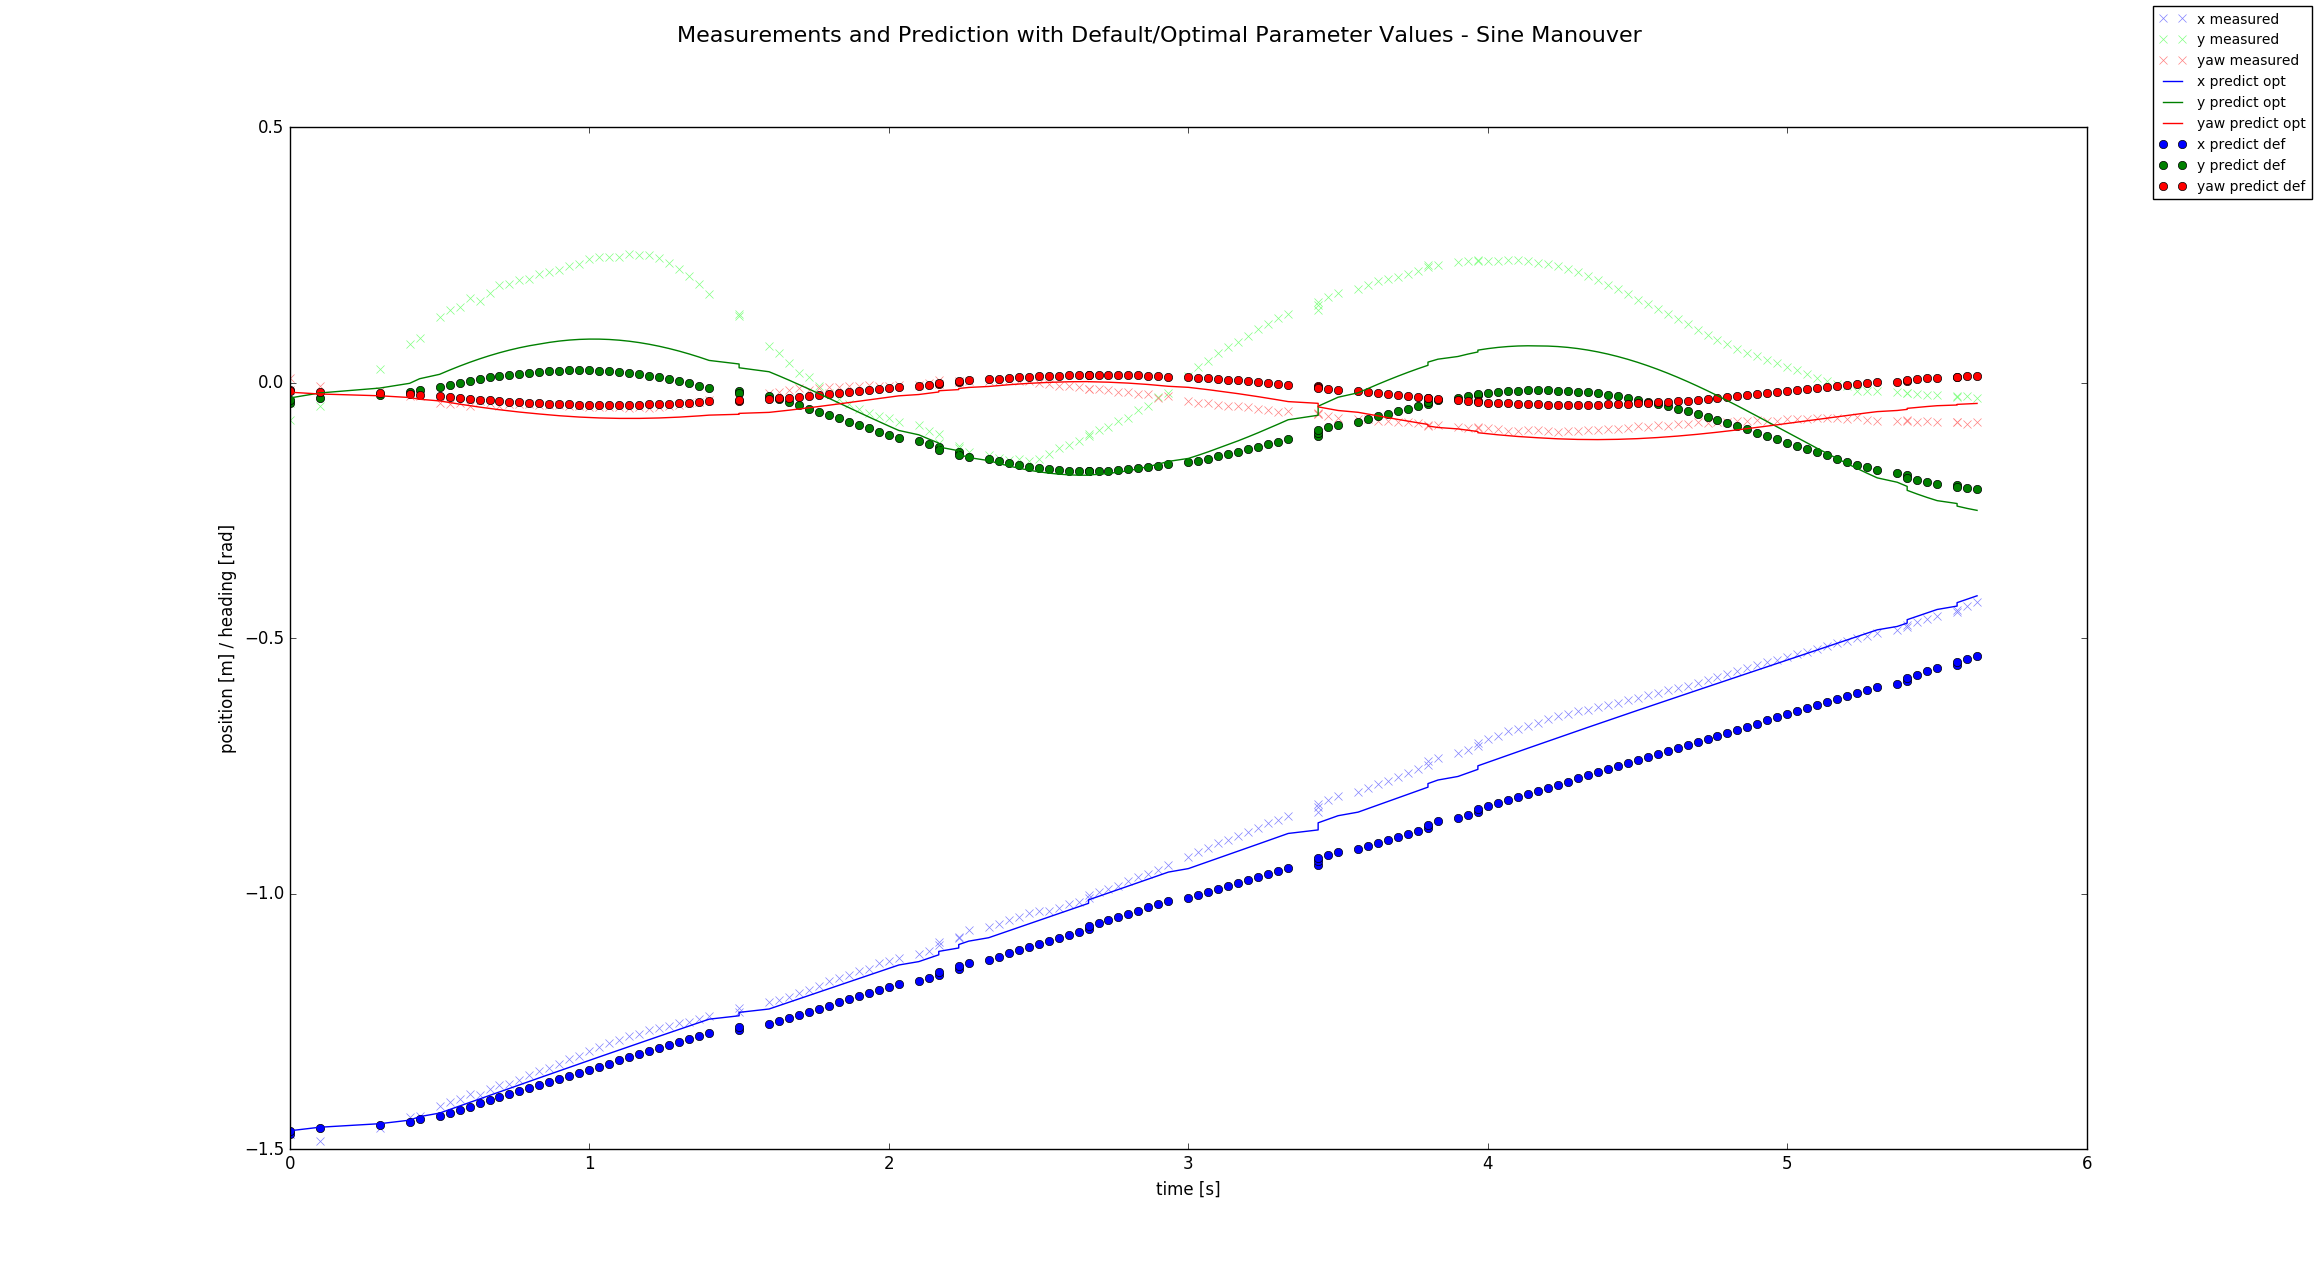 Measurements and Prediction with Default/Optimal Parameter Values - Sine Manouver
x measured
y measured
yaw measured
x predict opt
y predict opt
yaw predict opt
x predict def
y predict def
yaw predict def
0.5
0.0
−0.5
−1.0
−1.5
position [m] / heading [rad]
0 1 2 3 4 5 6
time [s]